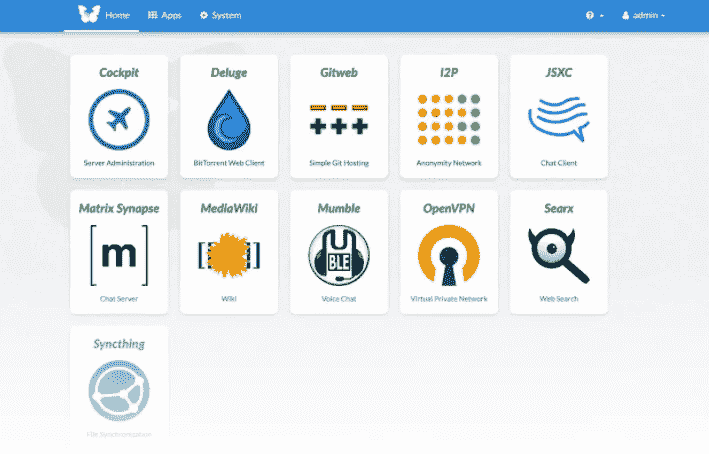 Home Apps System admin
Cockpit Deluge Gitweb I2P JSXC
m
BLE
Server Administration BitTorrent Web Client Simple Git Hosting Anonymity Network Chat Client
Matrix Synapse MediaWiki Mumble OpenVPN Searx
Chat Server Wiki Voice Chat Virtual Private Network Web Search
Syncthing
File Synchronization